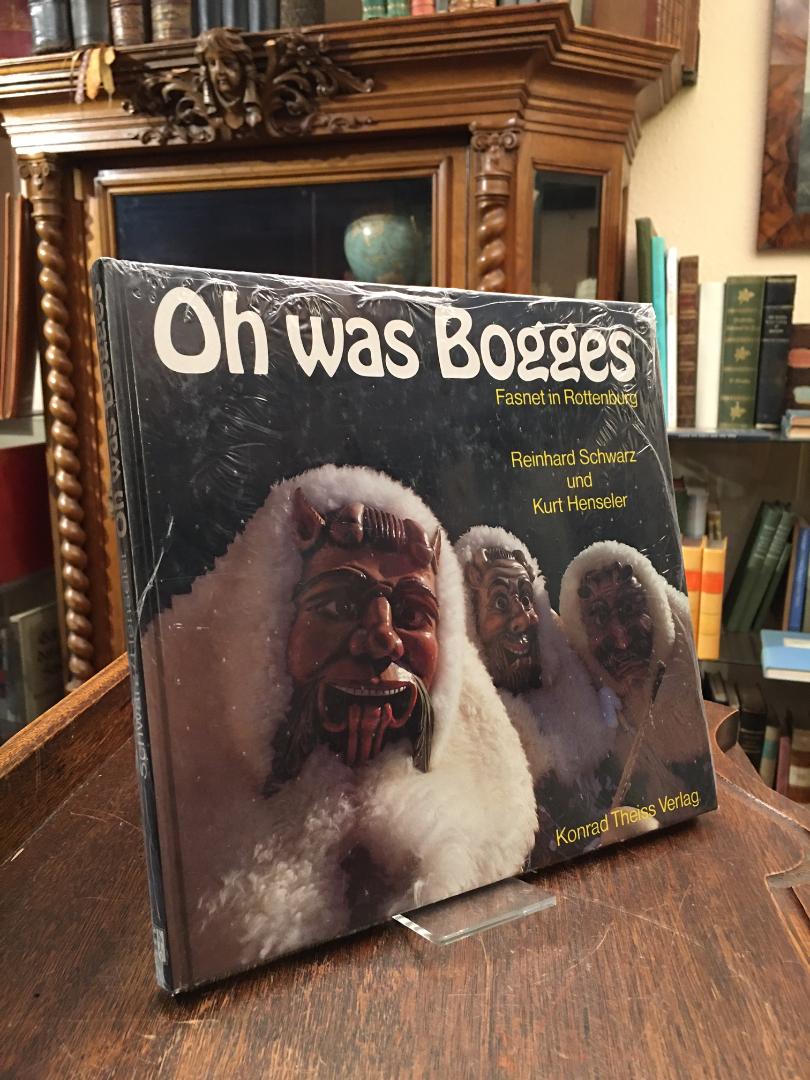 Oh was Bogges
Fasnet in Rottenburg
Reinhard Schwarz
und
Kurt Henseler
Konrad Theiss Verlag